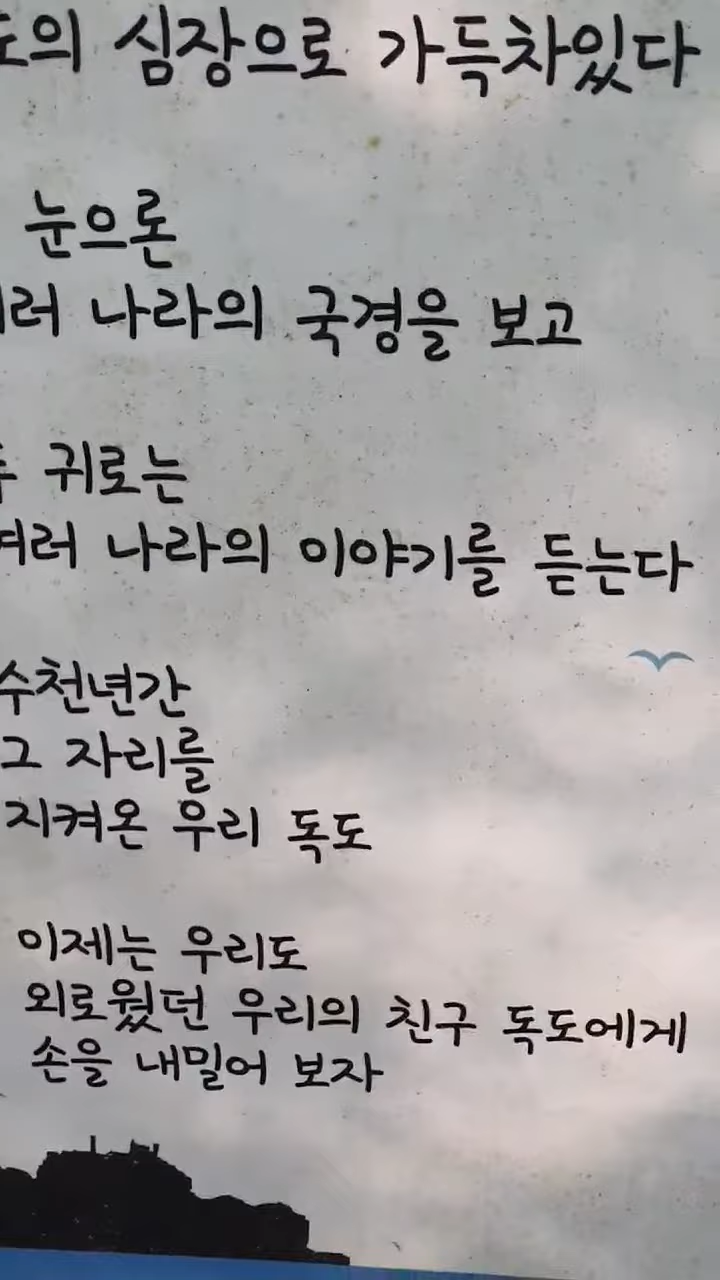 심장으로 가득차있다
눈으론
나라의 국경을 보고
귀로는
여러 나라의 이야기를 듣는다
수천년간
그 자리를
지켜온 우리 독도
이제는 우리도
외로웠던 우리의 친구 독도에게
손을 내밀어 보자